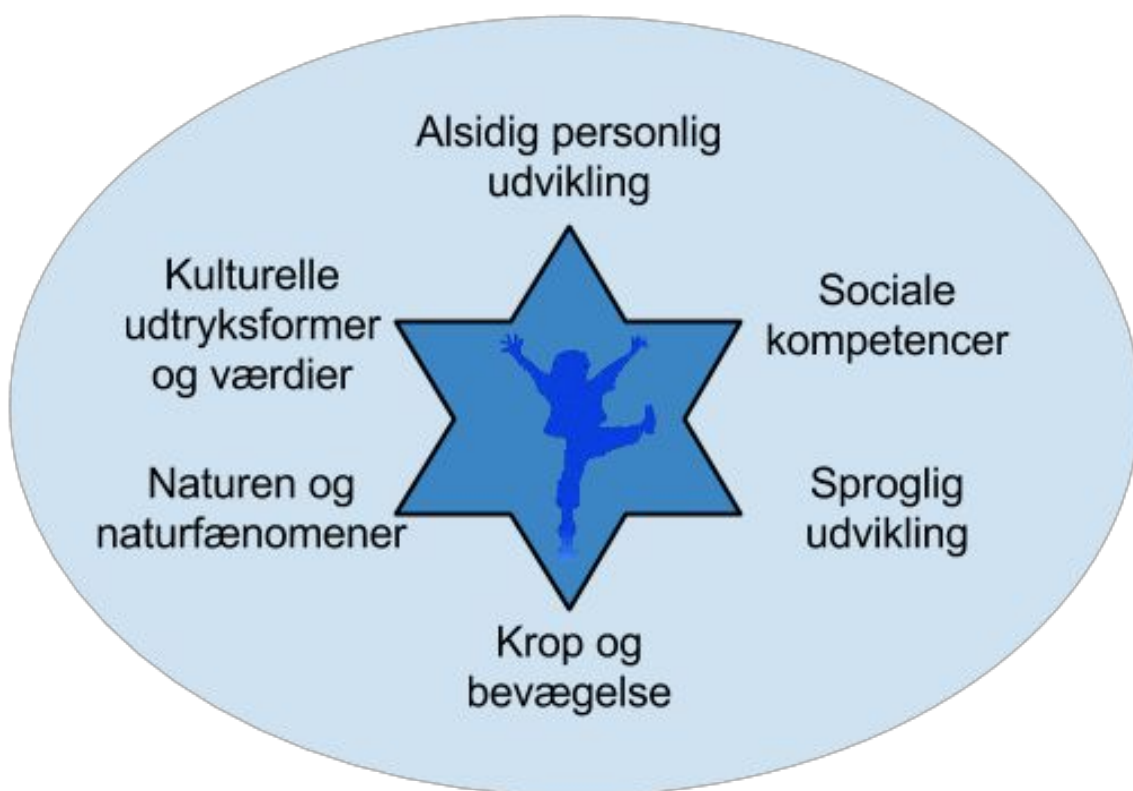 Alsidig personlig
udvikling
Sociale
kompetencer
Sproglig
udvikling
Krop og
bevægelse
Naturen og
naturfænomener
Kulturelle
udtryksformer
og værdier